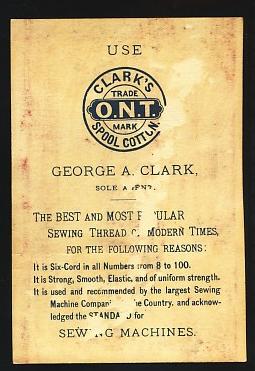 USE
CLARK'S
TRADE
O.N.T.
MARK
SPOOL COTTON
GEORGE A. CLARK,
SOLE
THE BEST AND MOST
SEWING THREAD MODERN TIMES,
FOR THE FOLLOWING REASONS:
It is Six-Cord in all Numbers from 8 to 100.
It is Strong, Smooth, Elastic, and of uniform strength.
It is used and recommended by the largest Sewing
Machine the Country, and acknow-
ledged the for
SEWING MACHINES.